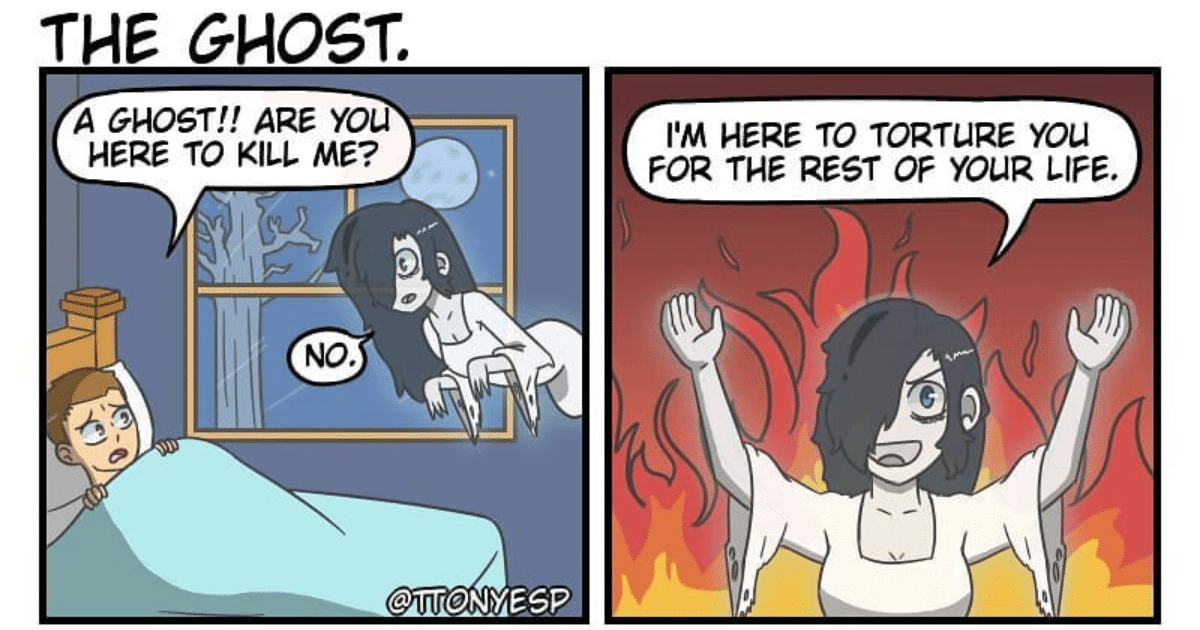 THE GHOST.
A GHOST!! ARE YOU
HERE TO KILL ME?
NO.
@TTONYESP
I'M HERE TO TORTURE YOU
FOR THE REST OF YOUR LIFE.